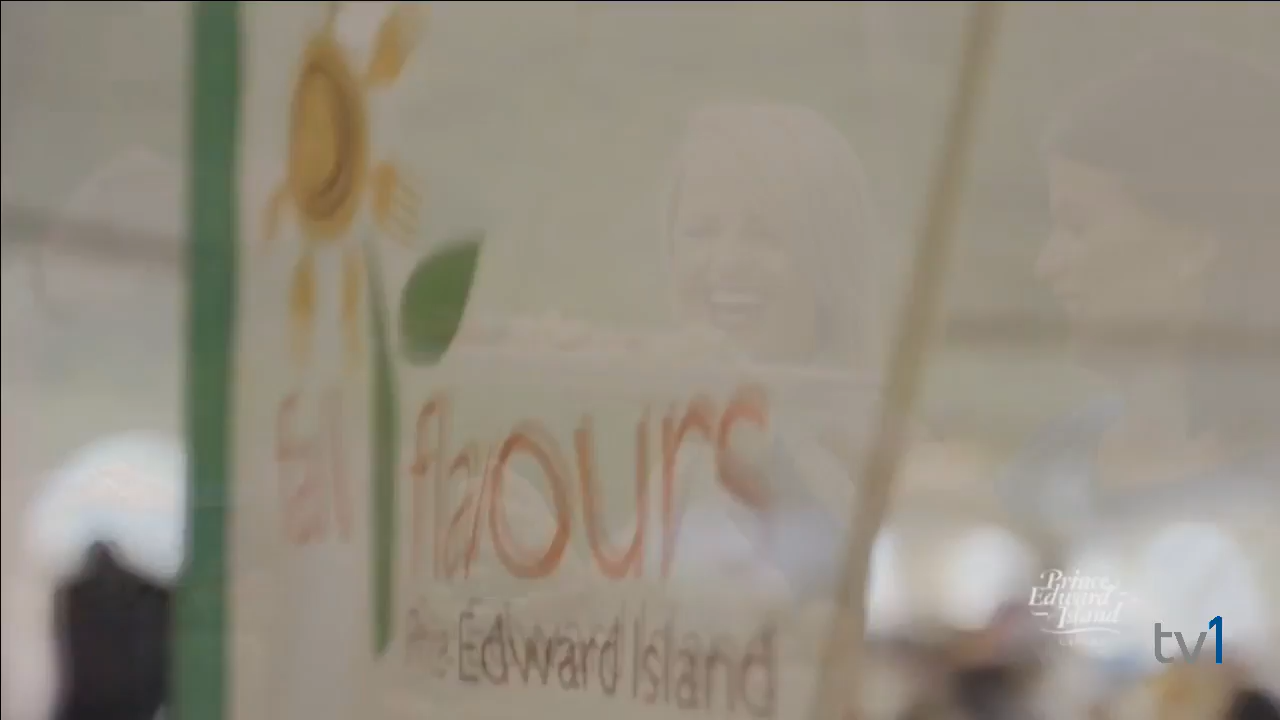 fall flavours
Prince Edward Island
Prince
Edward
Island
tv1